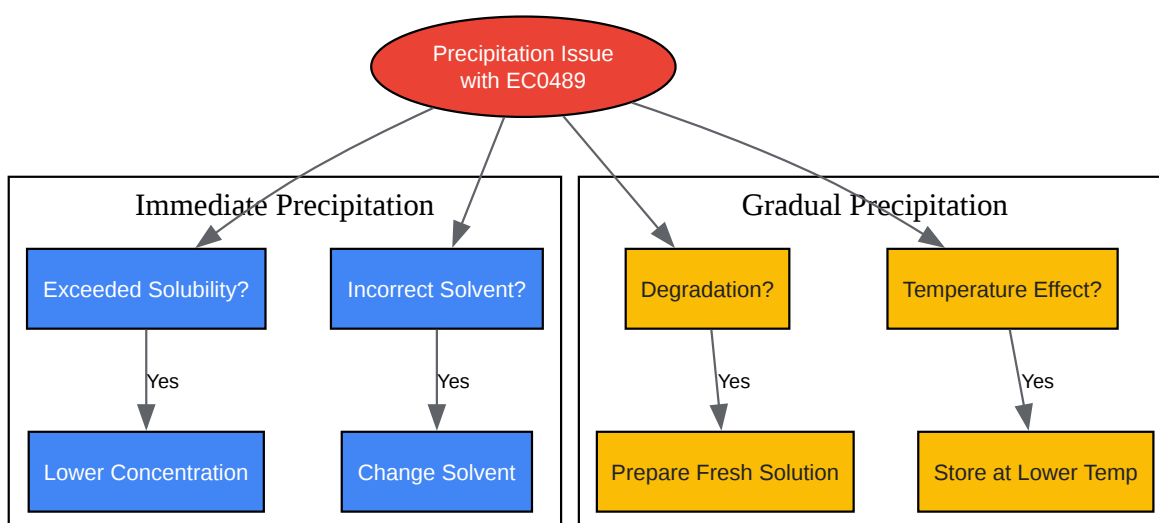 Precipitation Issue
with EC0489
Immediate Precipitation
Gradual Precipitation
Exceeded Solubility?
Incorrect Solvent?
Degradation?
Temperature Effect?
Yes
Yes
Yes
Yes
Lower Concentration
Change Solvent
Prepare Fresh Solution
Store at Lower Temp